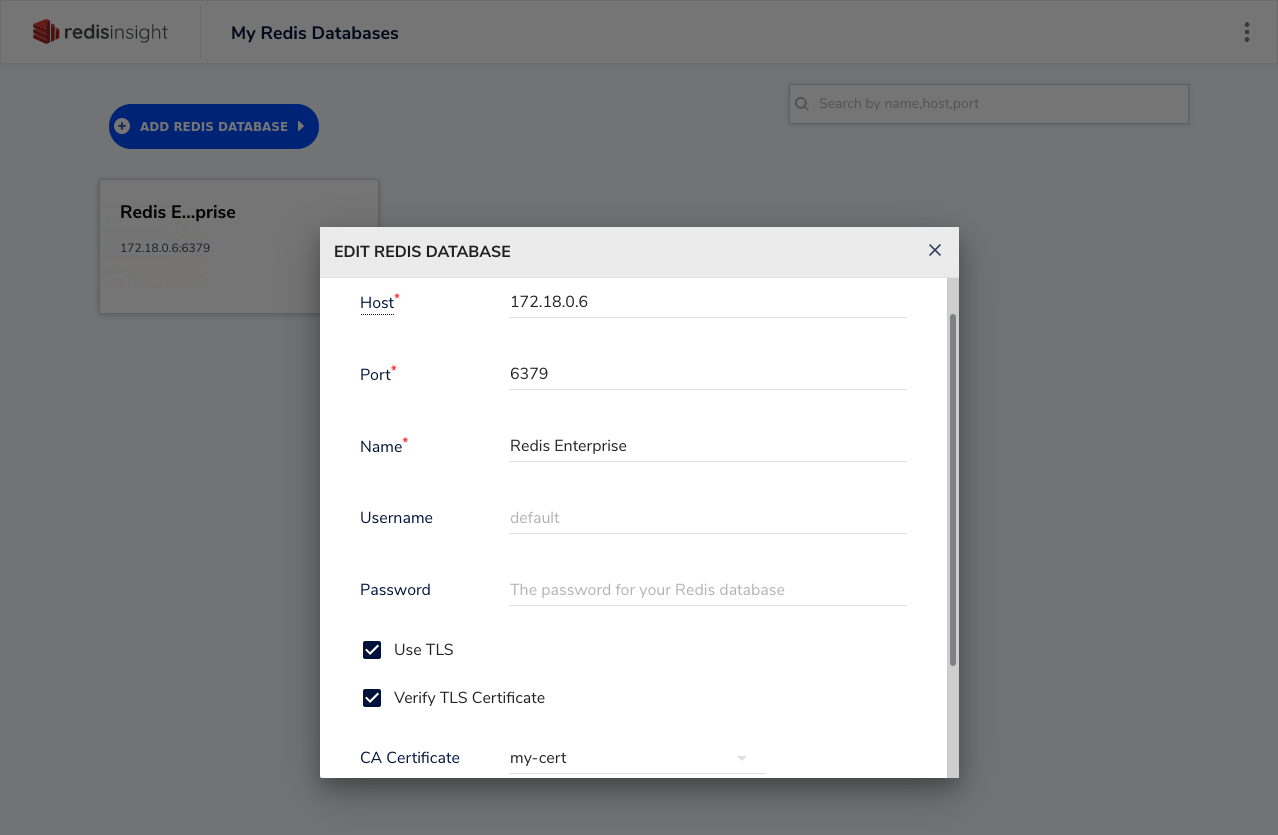 redisinsight
My Redis Databases
Search by name,host,port
ADD REDIS DATABASE
Redis E...prise
172.18.0.6:6379
EDIT REDIS DATABASE
Host* 172.18.0.6
Port* 6379
Name* Redis Enterprise
Username default
Password The password for your Redis database
Use TLS
Verify TLS Certificate
CA Certificate my-cert